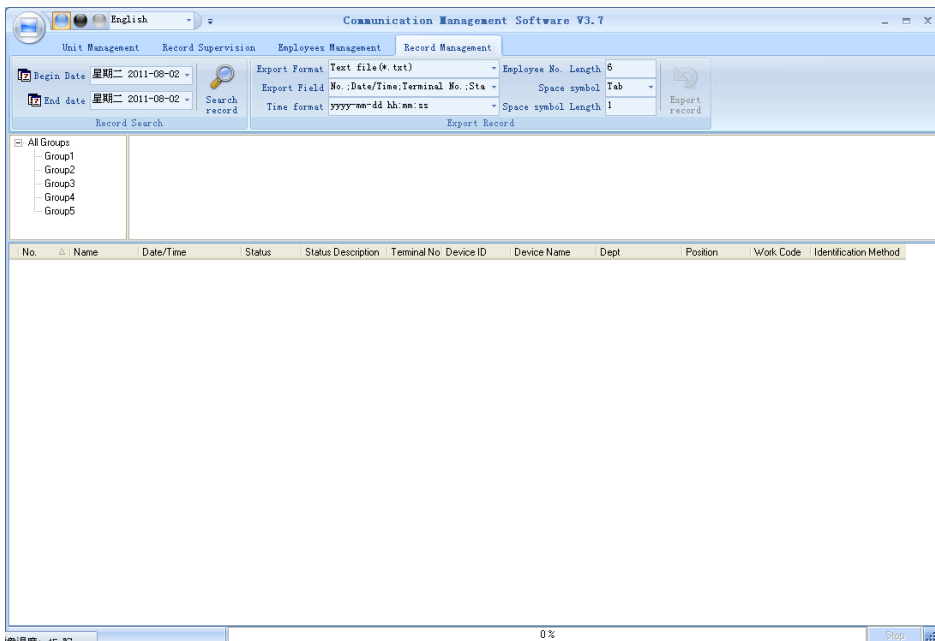 English
Communication Management Software V3.7
Unit Management Record Supervision Employees Management Record Management
Begin Date 星期二 2011-08-02
End date 星期二 2011-08-02
Search record
Record Search
Export Format Text file(*.txt)
Export Field No.;Date/Time;Terminal No.;Sta
Time format yyyy-mm-dd hh:mm:ss
Employee No. Length 6
Space symbol Tab
Space symbol Length 1
Export record
Export Record
All Groups
Group1
Group2
Group3
Group4
Group5
No. Name Date/Time Status Status Description Terminal No Device ID Device Name Dept Position Work Code Identification Method
0 %
Stop